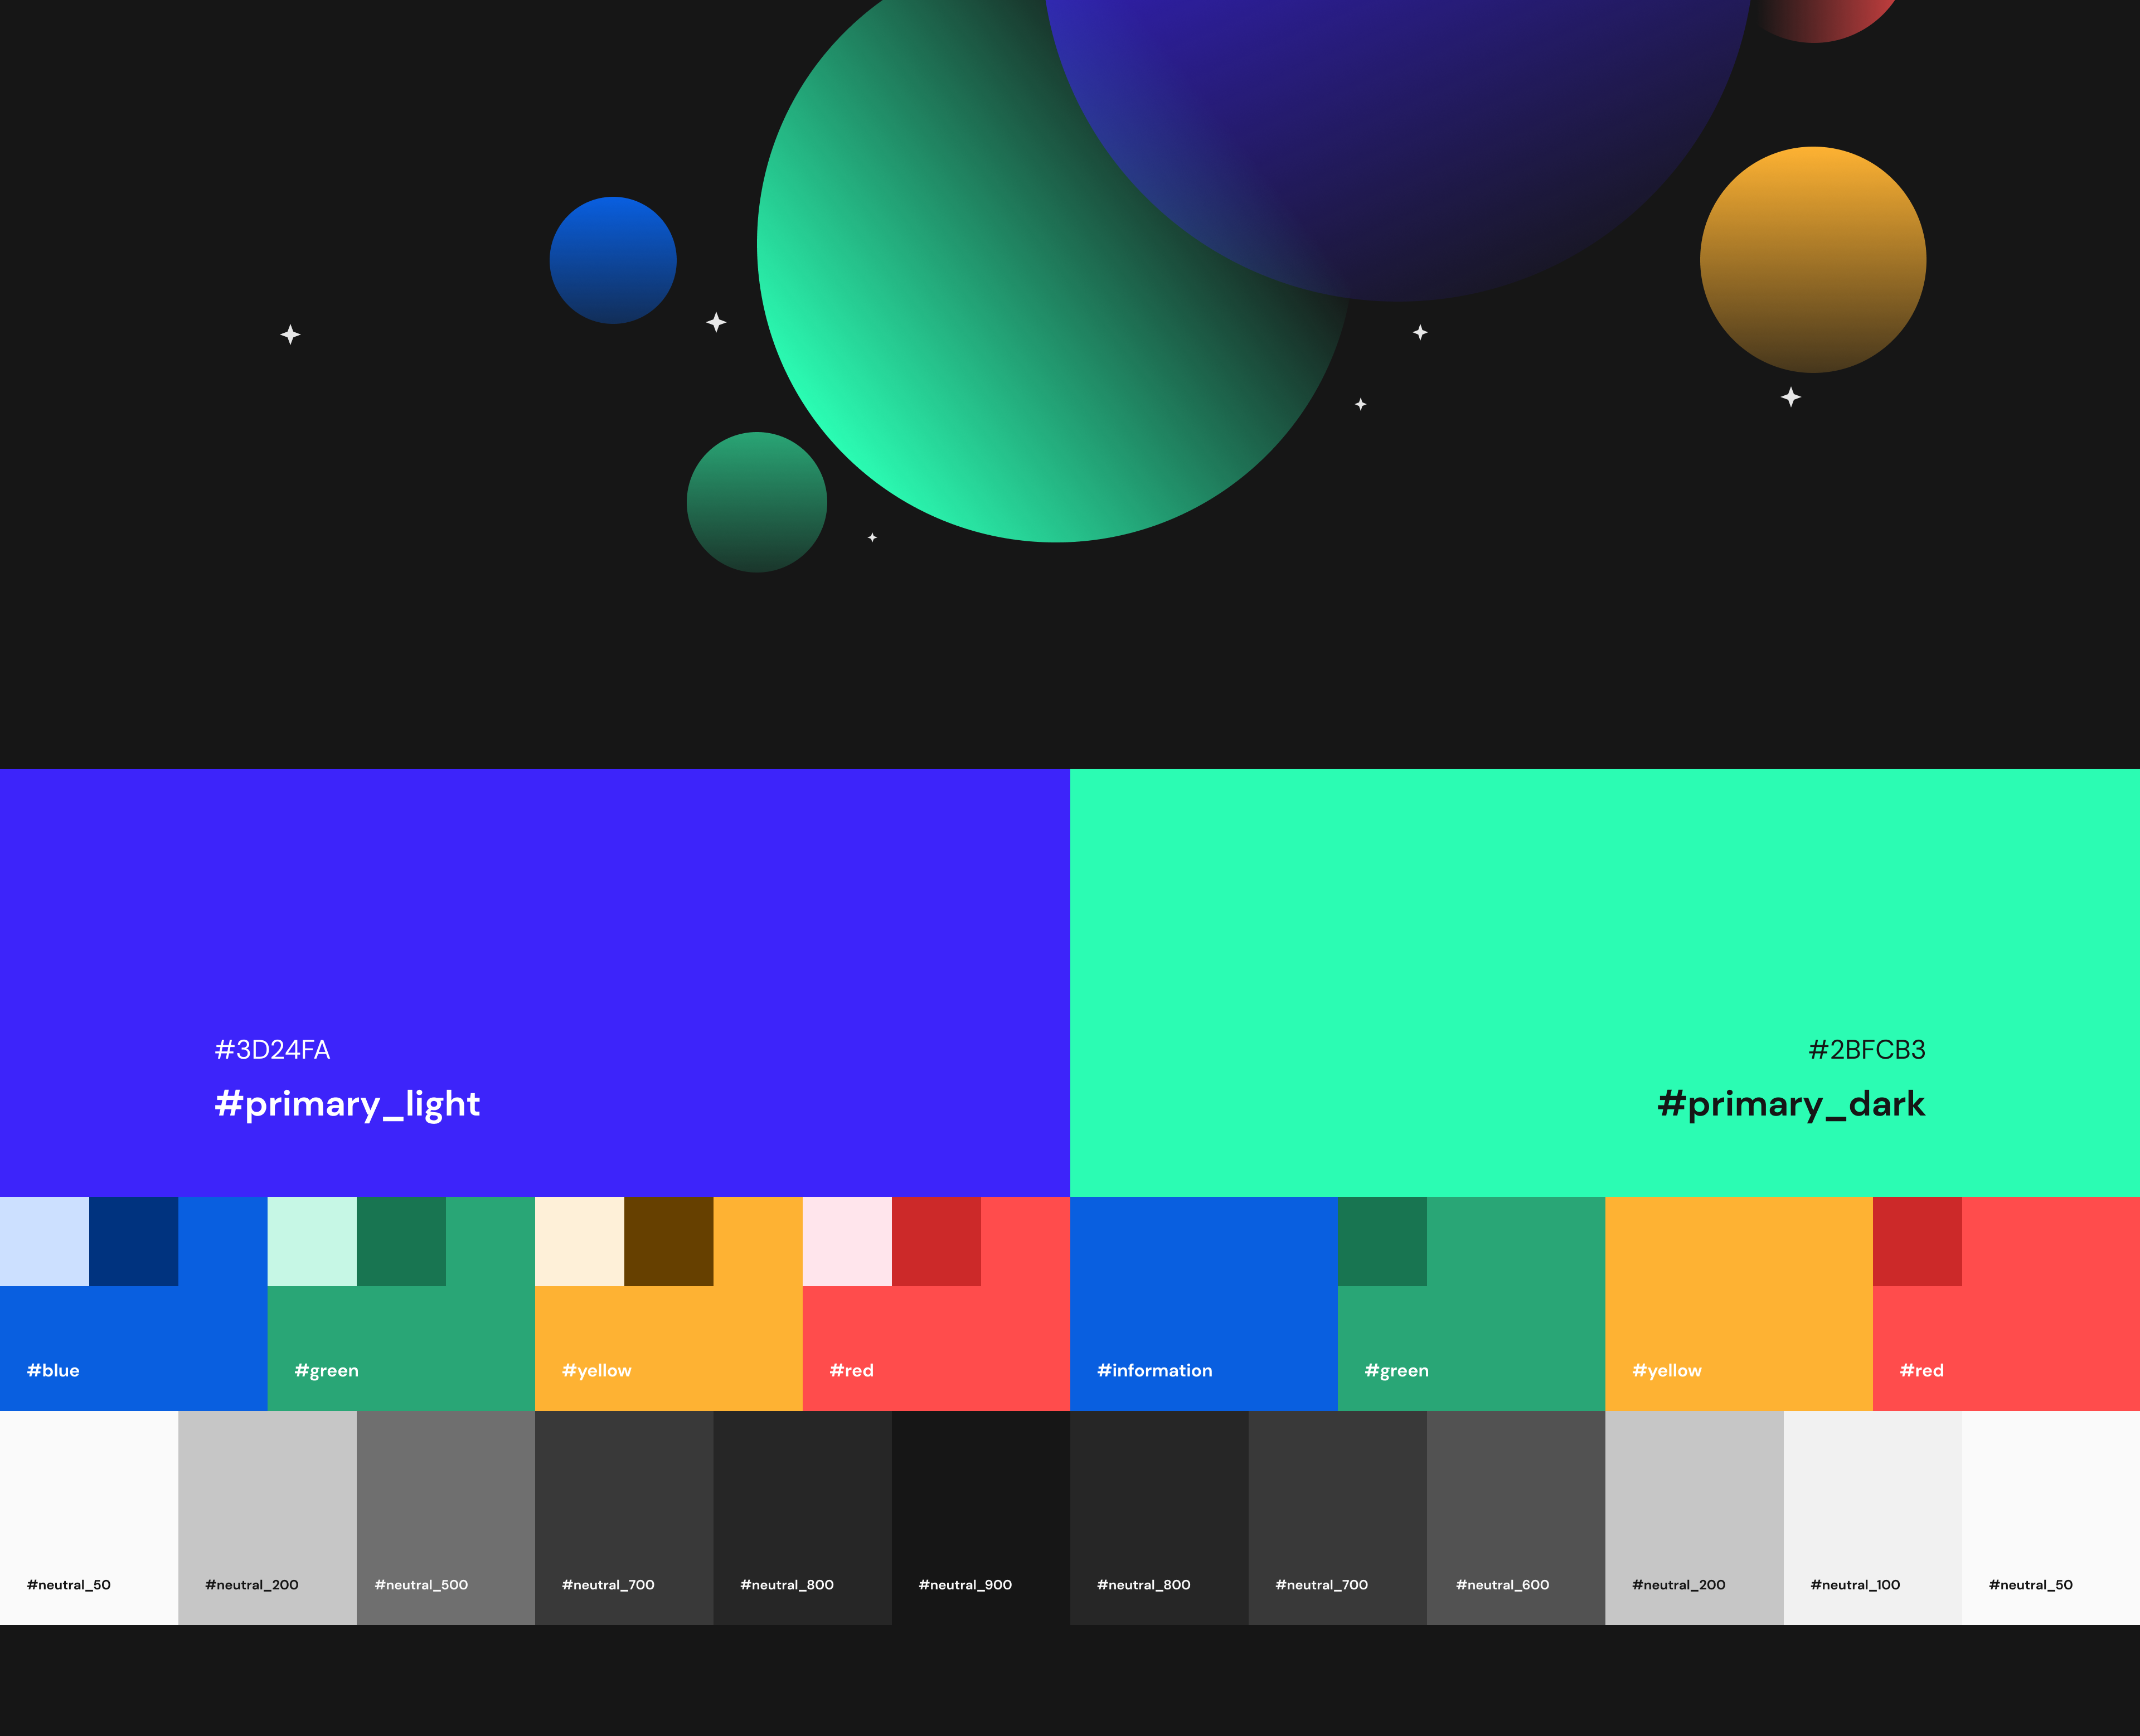 #3D24FA
#primary_light
#2BFCB3
#primary_dark
#blue
#green
#yellow
#red
#information
#green
#yellow
#red
#neutral_50
#neutral_200
#neutral_500
#neutral_700
#neutral_800
#neutral_900
#neutral_800
#neutral_700
#neutral_600
#neutral_200
#neutral_100
#neutral_50